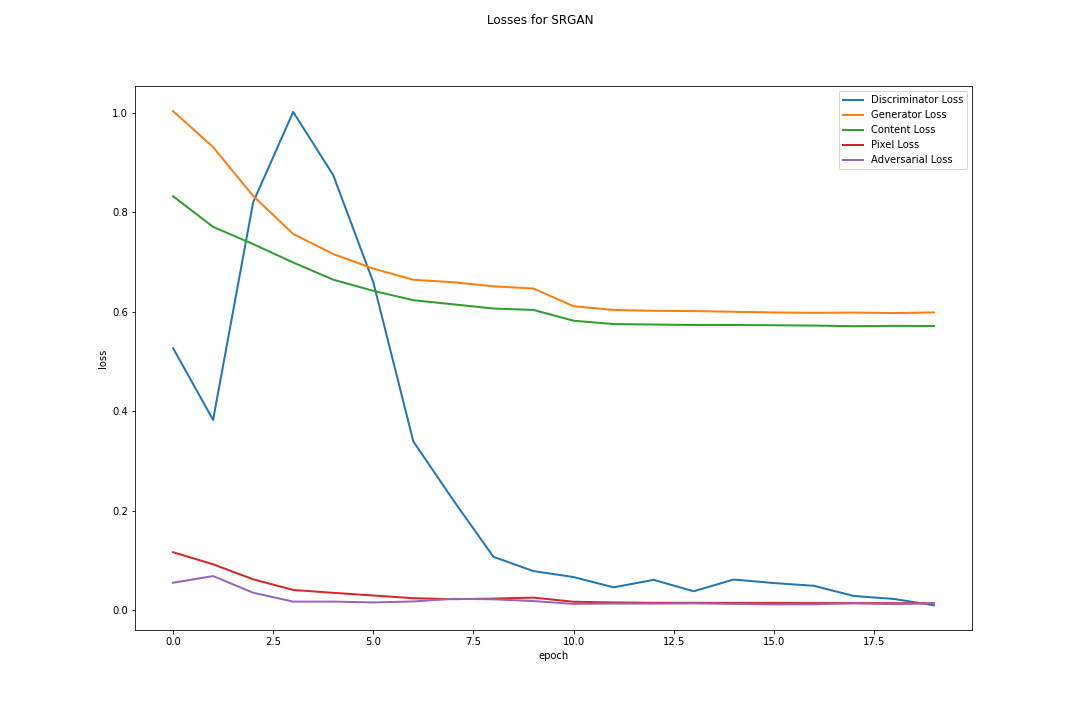 Losses for SRGAN
Discriminator Loss
Generator Loss
Content Loss
Pixel Loss
Adversarial Loss
1.0
0.8
0.6
0.4
0.2
0.0
loss
0.0 2.5 5.0 7.5 10.0 12.5 15.0 17.5
epoch